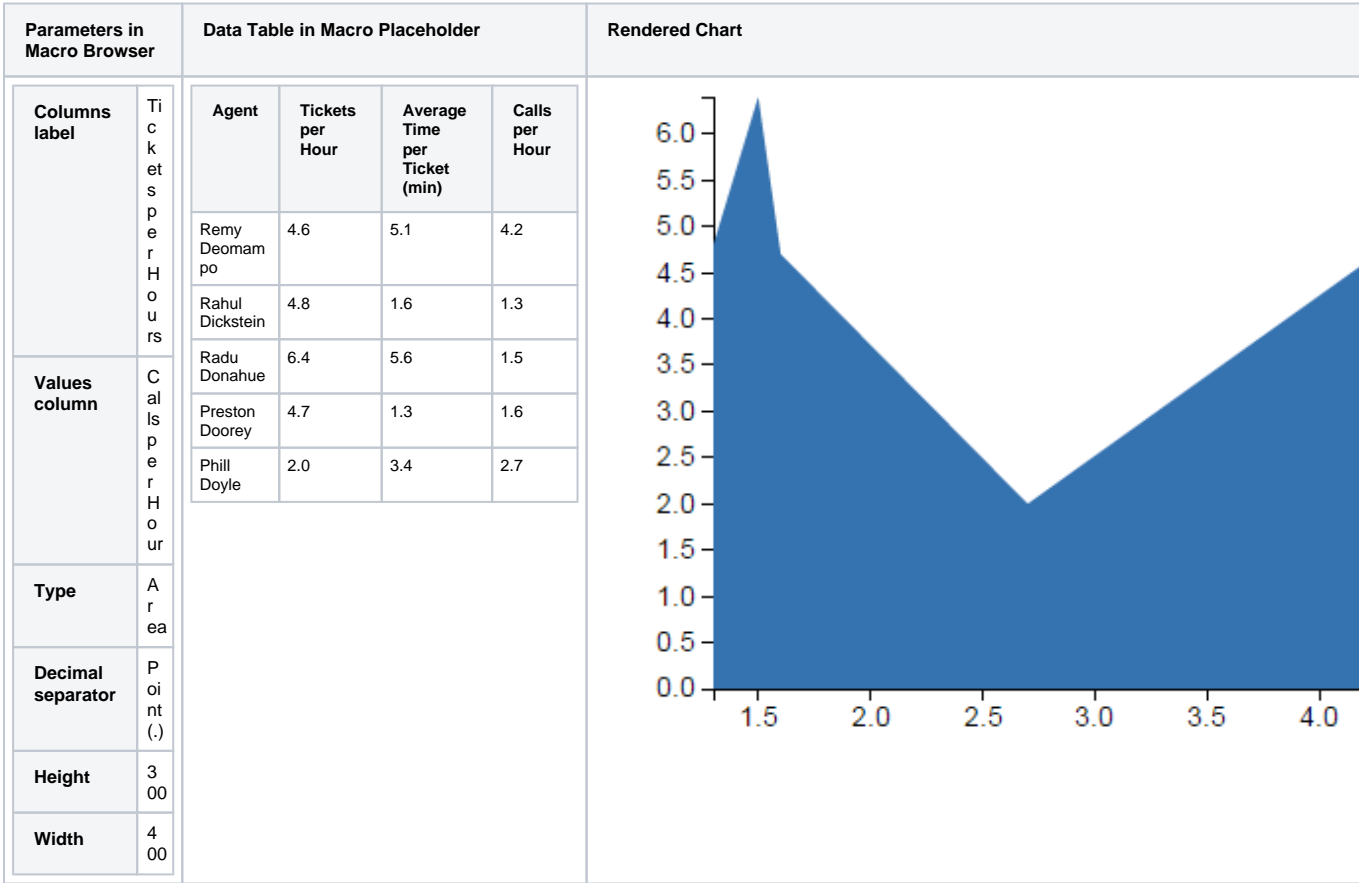 Parameters in
Macro Browser
Data Table in Macro Placeholder
Rendered Chart
Columns
label
Ti
c
k
et
s
p
e
r
H
o
u
rs
Values
column
C
al
ls
p
e
r
H
o
ur
Type
A
r
ea
Decimal
separator
P
oi
nt
(.)
Height
3
00
Width
4
00
Agent
Tickets
per
Hour
Average
Time
per
Ticket
(min)
Calls
per
Hour
Remy
Deomam
po
4.6
5.1
4.2
Rahul
Dickstein
4.8
1.6
1.3
Radu
Donahue
6.4
5.6
1.5
Preston
Doorey
4.7
1.3
1.6
Phill
Doyle
2.0
3.4
2.7
6.0
5.5
5.0
4.5
4.0
3.5
3.0
2.5
2.0
1.5
1.0
0.5
0.0
1.5 2.0 2.5 3.0 3.5 4.0